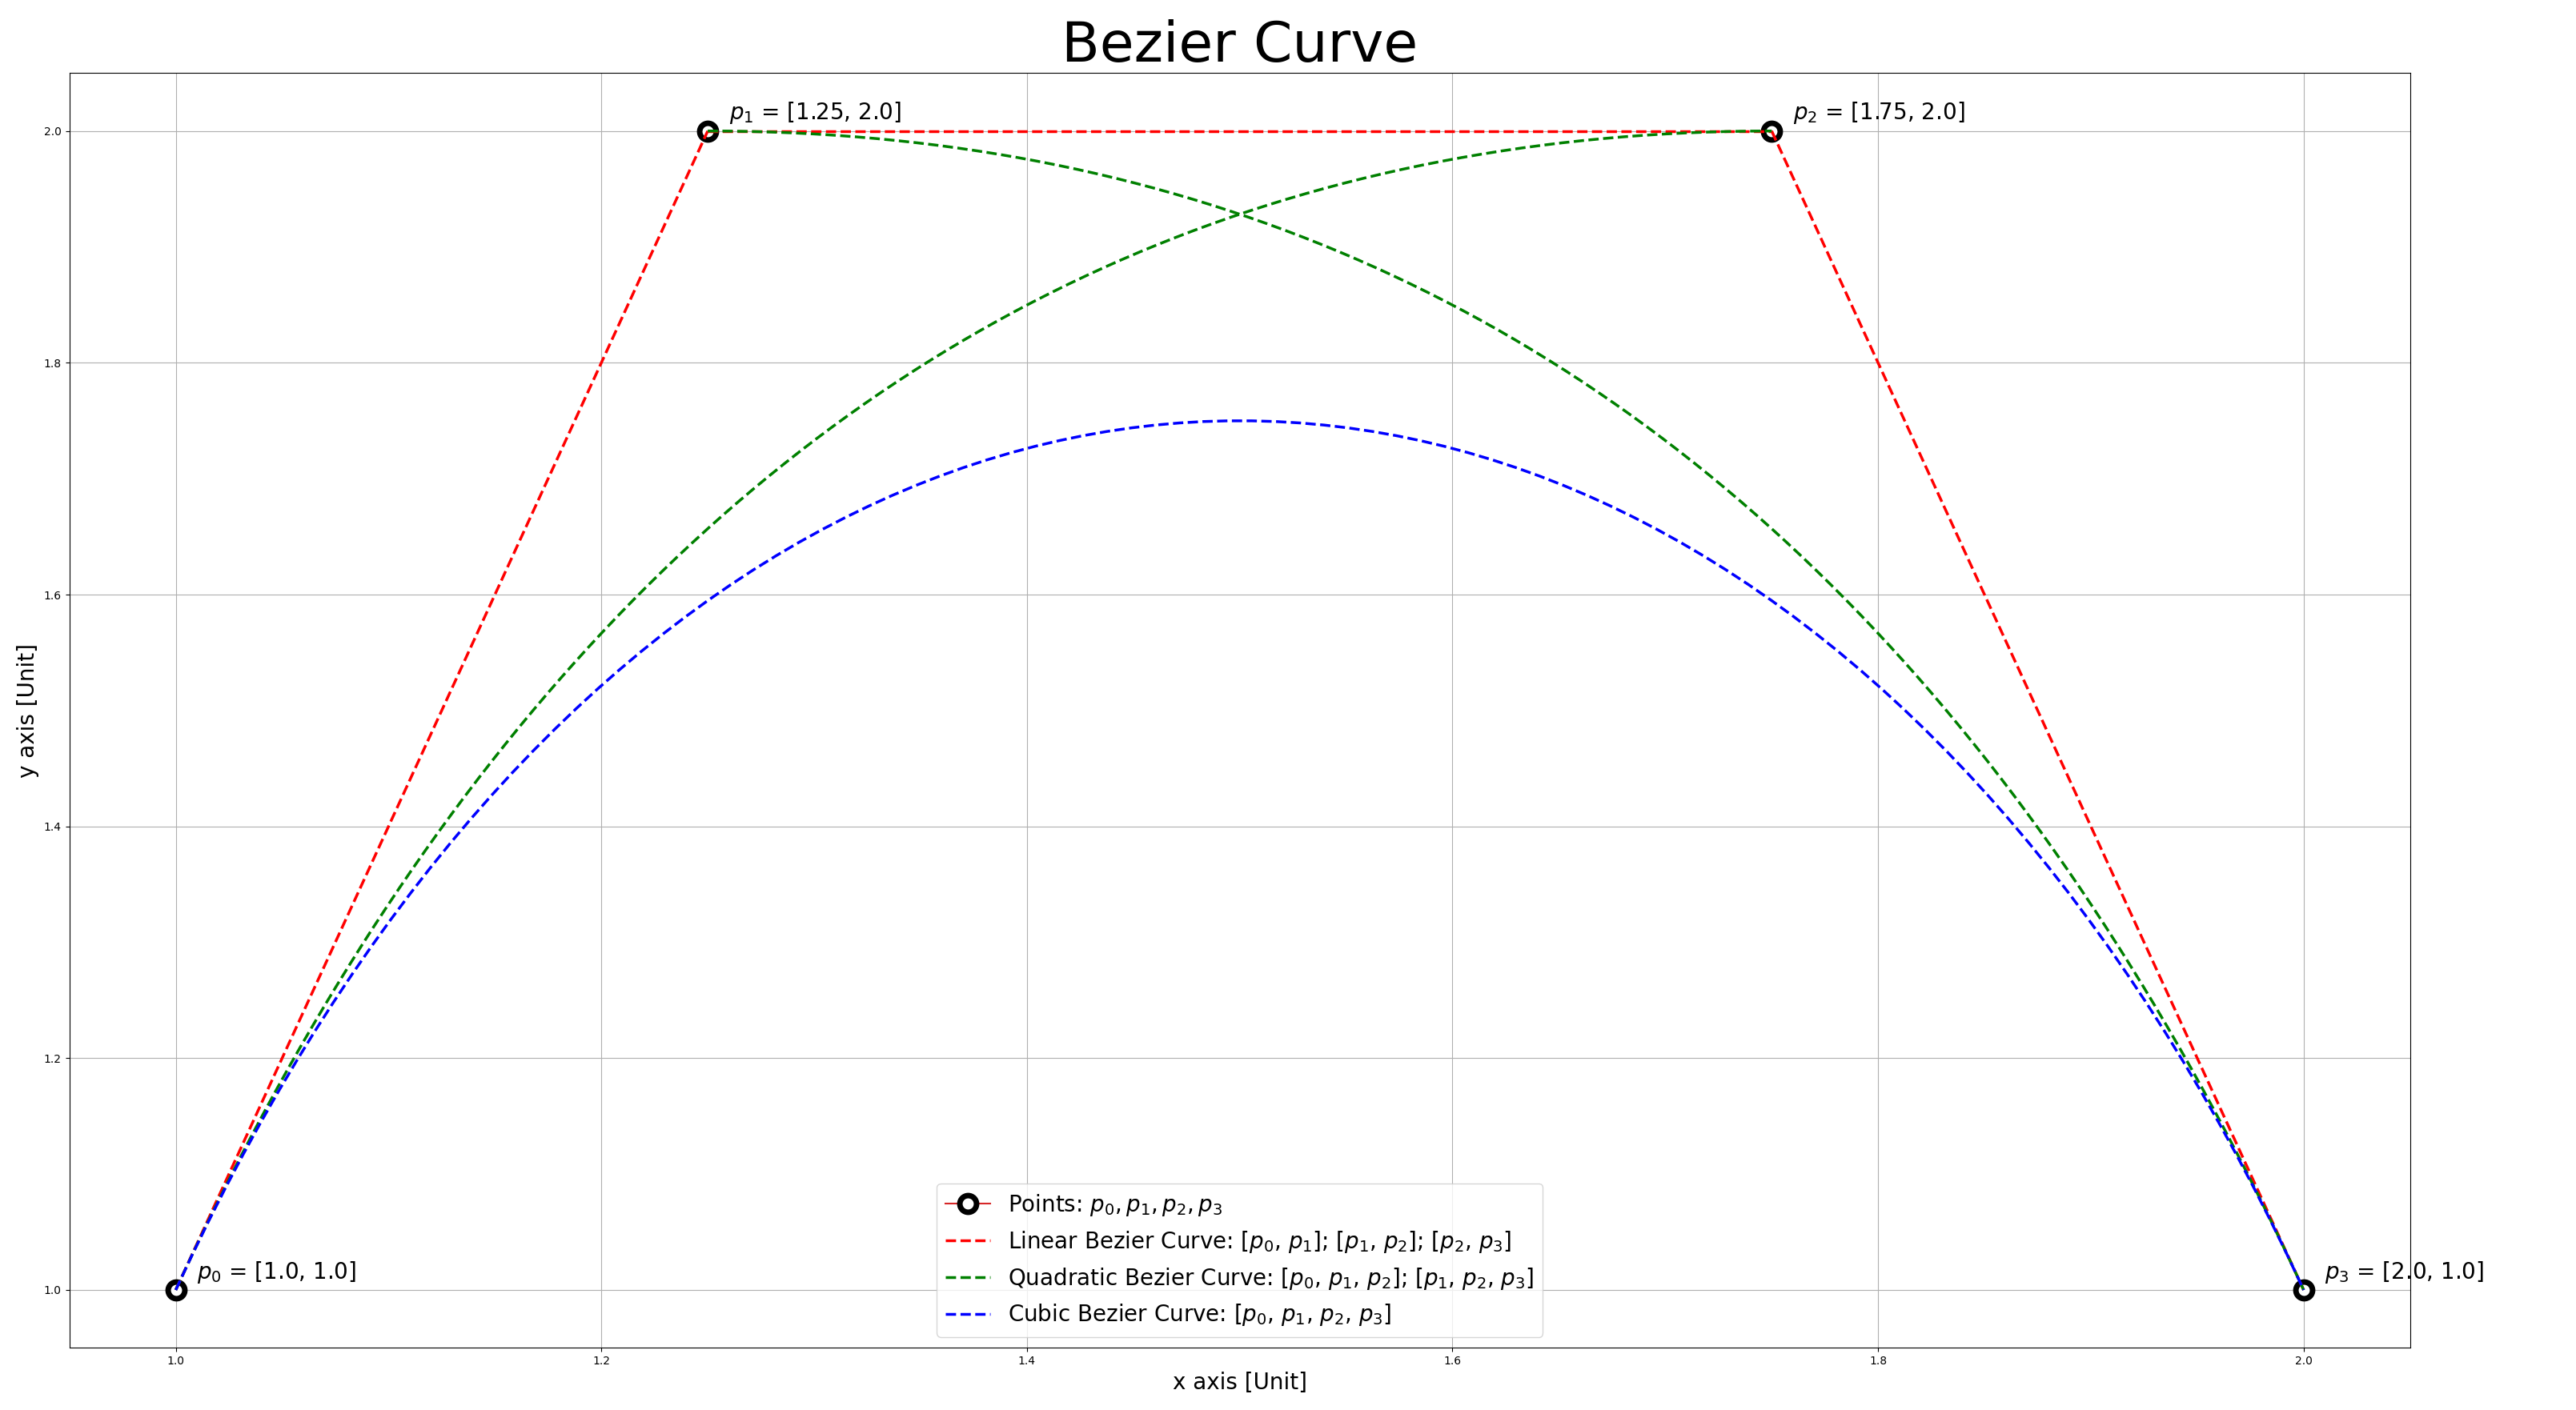 Bezier Curve
p₁ = [1.25, 2.0]
p₂ = [1.75, 2.0]
2.0
1.8
1.6
1.4
1.2
1.0
y axis [Unit]
p₀ = [1.0, 1.0]
p₃ = [2.0, 1.0]
Points: p₀, p₁, p₂, p₃
Linear Bezier Curve: [p₀, p₁]; [p₁, p₂]; [p₂, p₃]
Quadratic Bezier Curve: [p₀, p₁, p₂]; [p₁, p₂, p₃]
Cubic Bezier Curve: [p₀, p₁, p₂, p₃]
1.0 1.2 1.4 1.6 1.8 2.0
x axis [Unit]